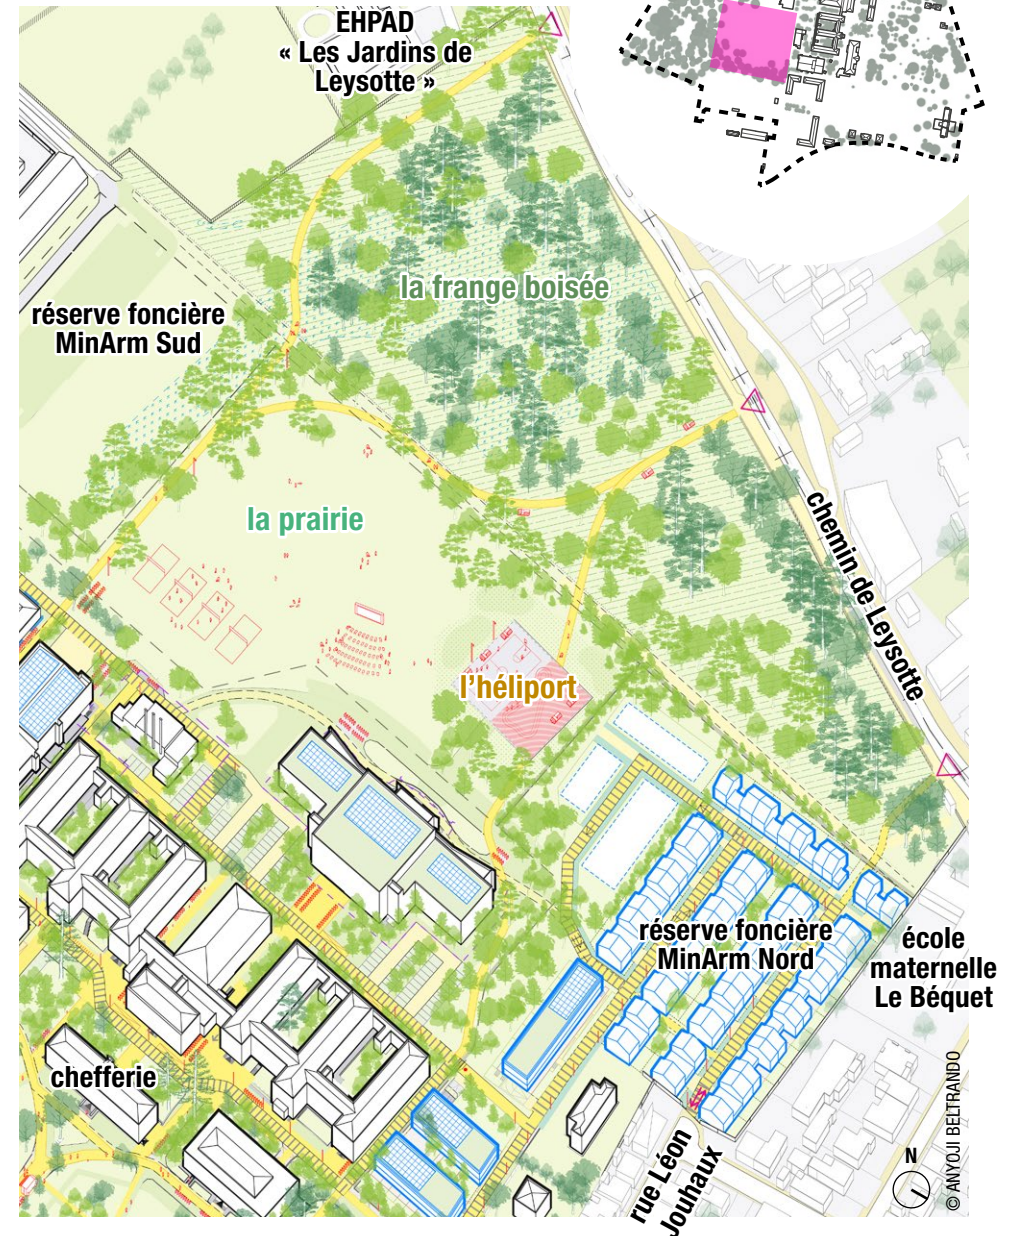 EHPAD
« Les Jardins de
Leysotte »
la frange boisée
réserve foncière
MinArm Sud
la prairie
chemin de Leysotte
l'héliport
réserve foncière
MinArm Nord
école
maternelle
Le Béquet
chefferie
rue Léon
Jouhaux
N
© ANYOJI BELTRANDO